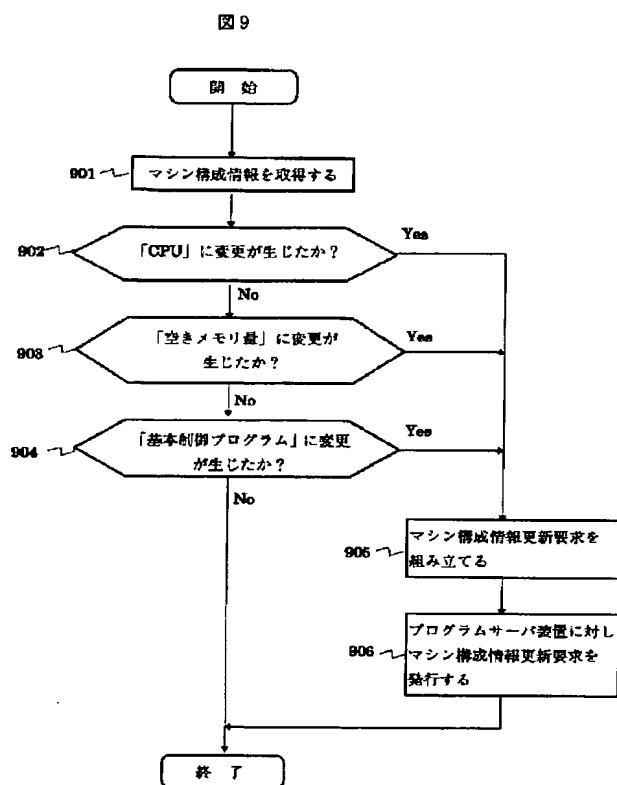 図9
開 始
901
マシン構成情報を取得する
902
「CPU」に変更が生じたか？
Yes
No
903
「空きメモリ量」に変更が
生じたか？
Yes
No
904
「基本制御プログラム」に変更
が生じたか？
Yes
No
905
マシン構成情報更新要求を
組み立てる
906
プログラムサーバ装置に対し
マシン構成情報更新要求を
発行する
終 了